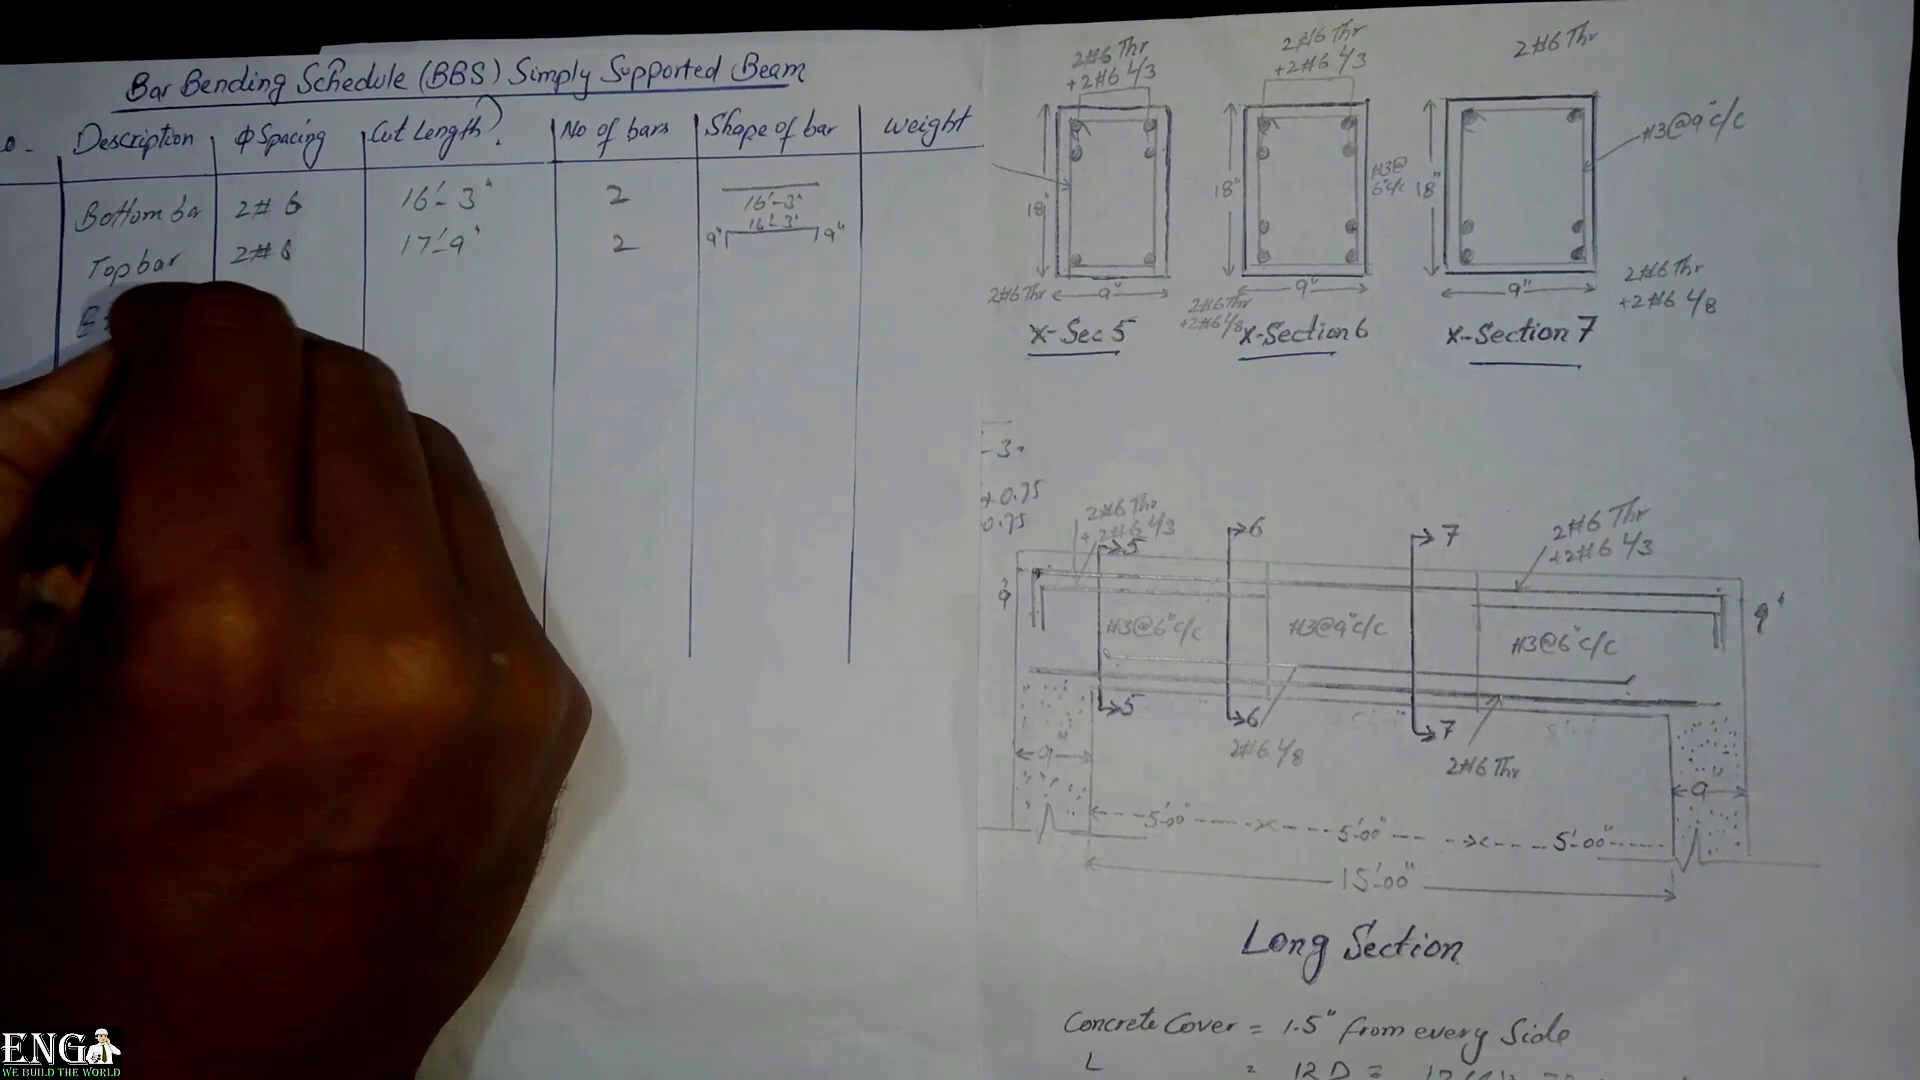 Bar Bending Schedule (BBS) Simply Supported Beam
Description φ Spacing Cut Length No of bars Shape of bar weight
Bottom bar 2#6 16'-3" 2 16'-3"
Top bar 2#6 17'-9" 2 9" 16'-3" 9"
2#6 Thr
+2#6 L/3
18"
2#6 Thr
9"
X-Sec 5
2#6 Thr
+2#6 L/3
18"
#3@
6"c/c
2#6 Thr
+2#6 L/8
9"
X-Section 6
2#6 Thr
18"
#3@9"c/c
9"
2#6 Thr
+2#6 L/8
X-Section 7
-3"
+0.75
0.75
2#6 Thr
+2#6 L/3
5
6
7
2#6 Thr
+2#6 L/3
9"
#3@6"c/c
#3@9"c/c
#3@6"c/c
9"
5
6
7
2#6 L/8
2#6 Thr
9"
9"
5'-00"
5'-00"
5'-00"
15'-00"
Long Section
Concrete Cover = 1.5" from every Side
L = 12D =
ENG
WE BUILD THE WORLD